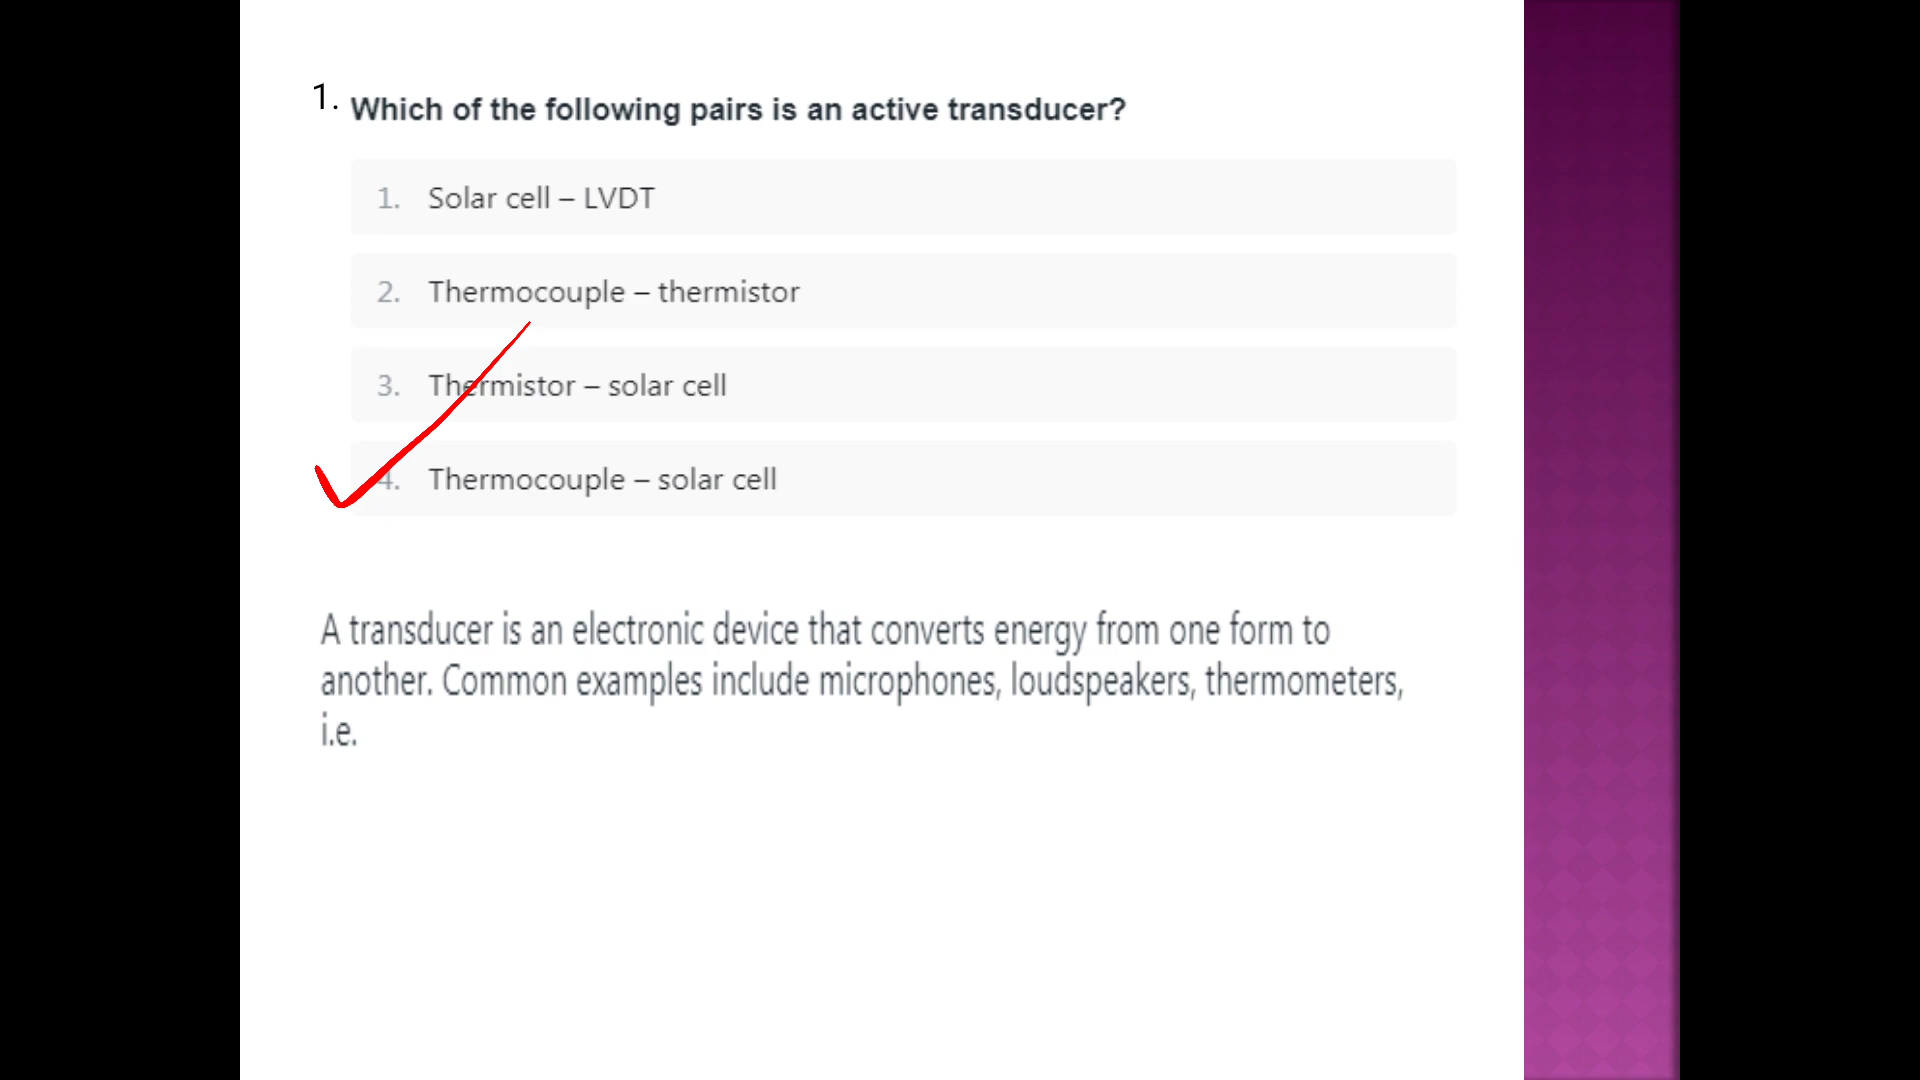 1. Which of the following pairs is an active transducer?
1. Solar cell – LVDT
2. Thermocouple – thermistor
3. Thermistor – solar cell
4. Thermocouple – solar cell
A transducer is an electronic device that converts energy from one form to
another. Common examples include microphones, loudspeakers, thermometers,
i.e.